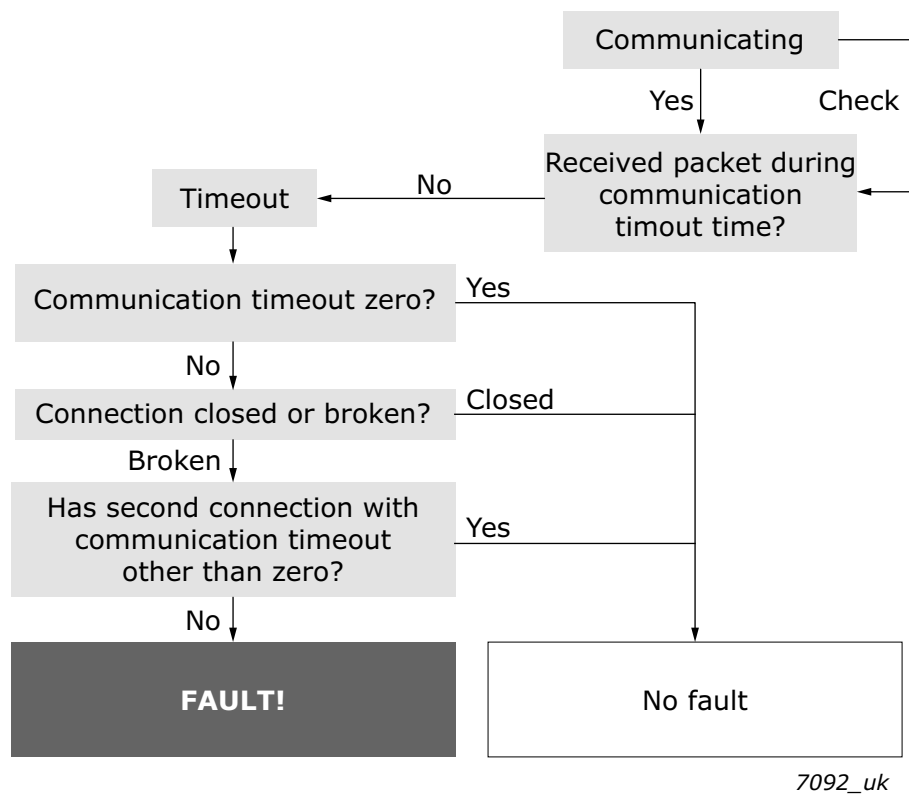 Communicating
Yes
Check
Received packet during
communication
timout time?
No
Timeout
Communication timeout zero?
Yes
No
Connection closed or broken?
Closed
Broken
Has second connection with
communication timeout
other than zero?
Yes
No
FAULT!
No fault
7092_uk